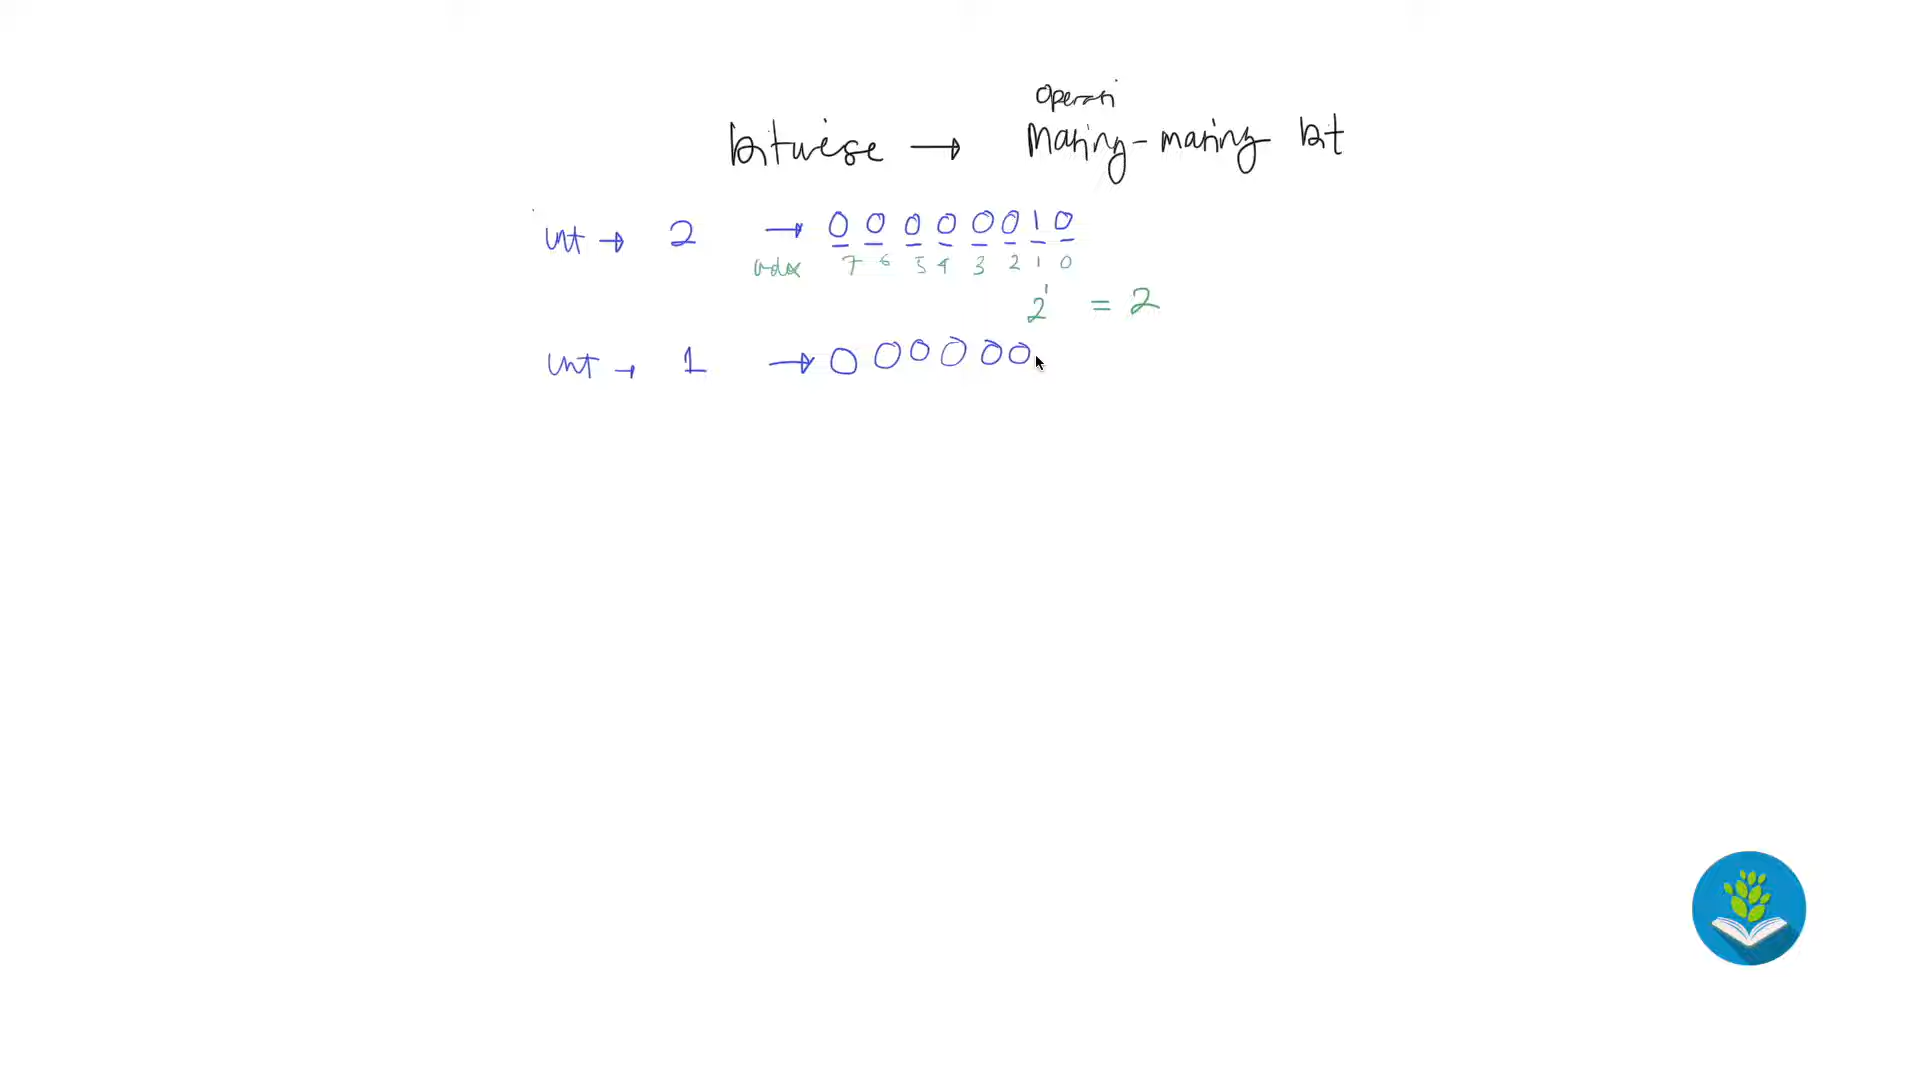 operasi
bitwise → Masing-masing bit
int → 2 → 0 0 0 0 0 0 1 0
index 7 6 5 4 3 2 1 0
2¹ = 2
int → 1 → 0 0 0 0 0 0